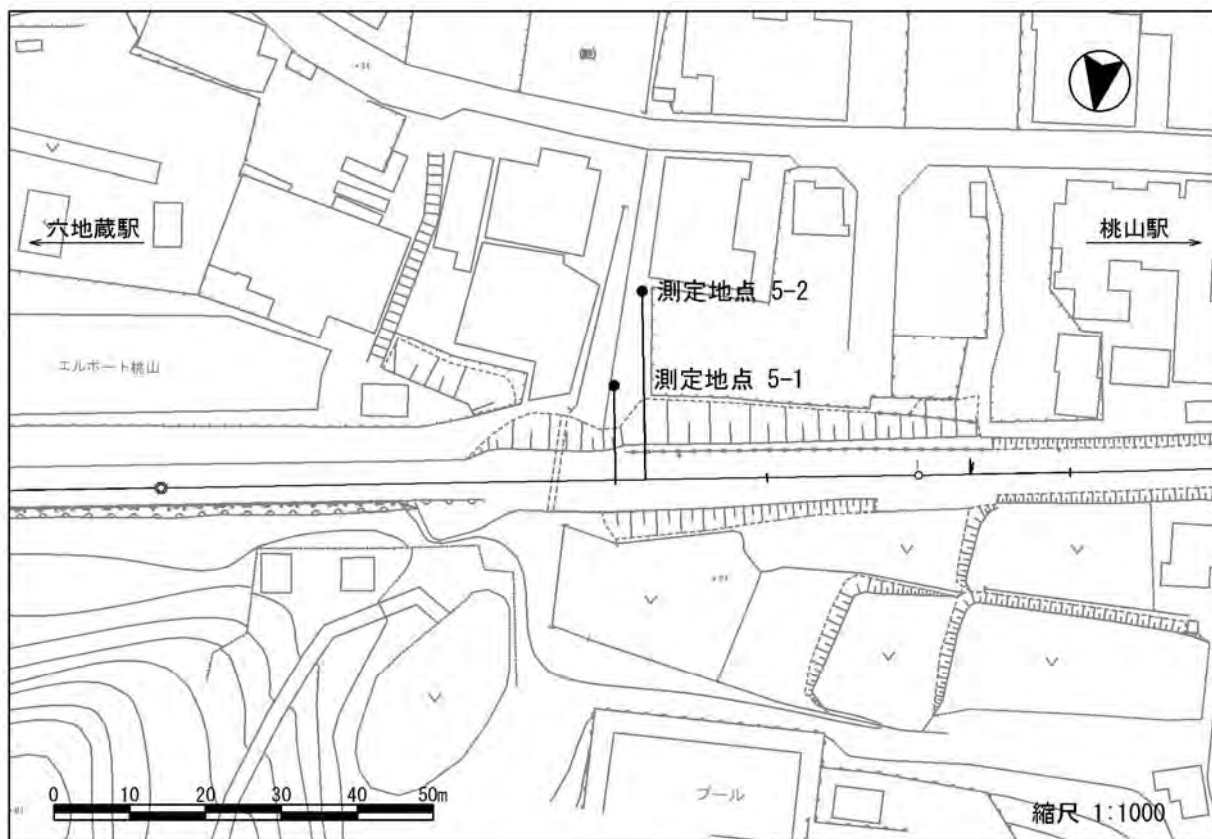 六地蔵駅
桃山駅
測定地点 5-2
測定地点 5-1
エルポート桃山
プール
0 10 20 30 40 50m
縮尺 1:1000